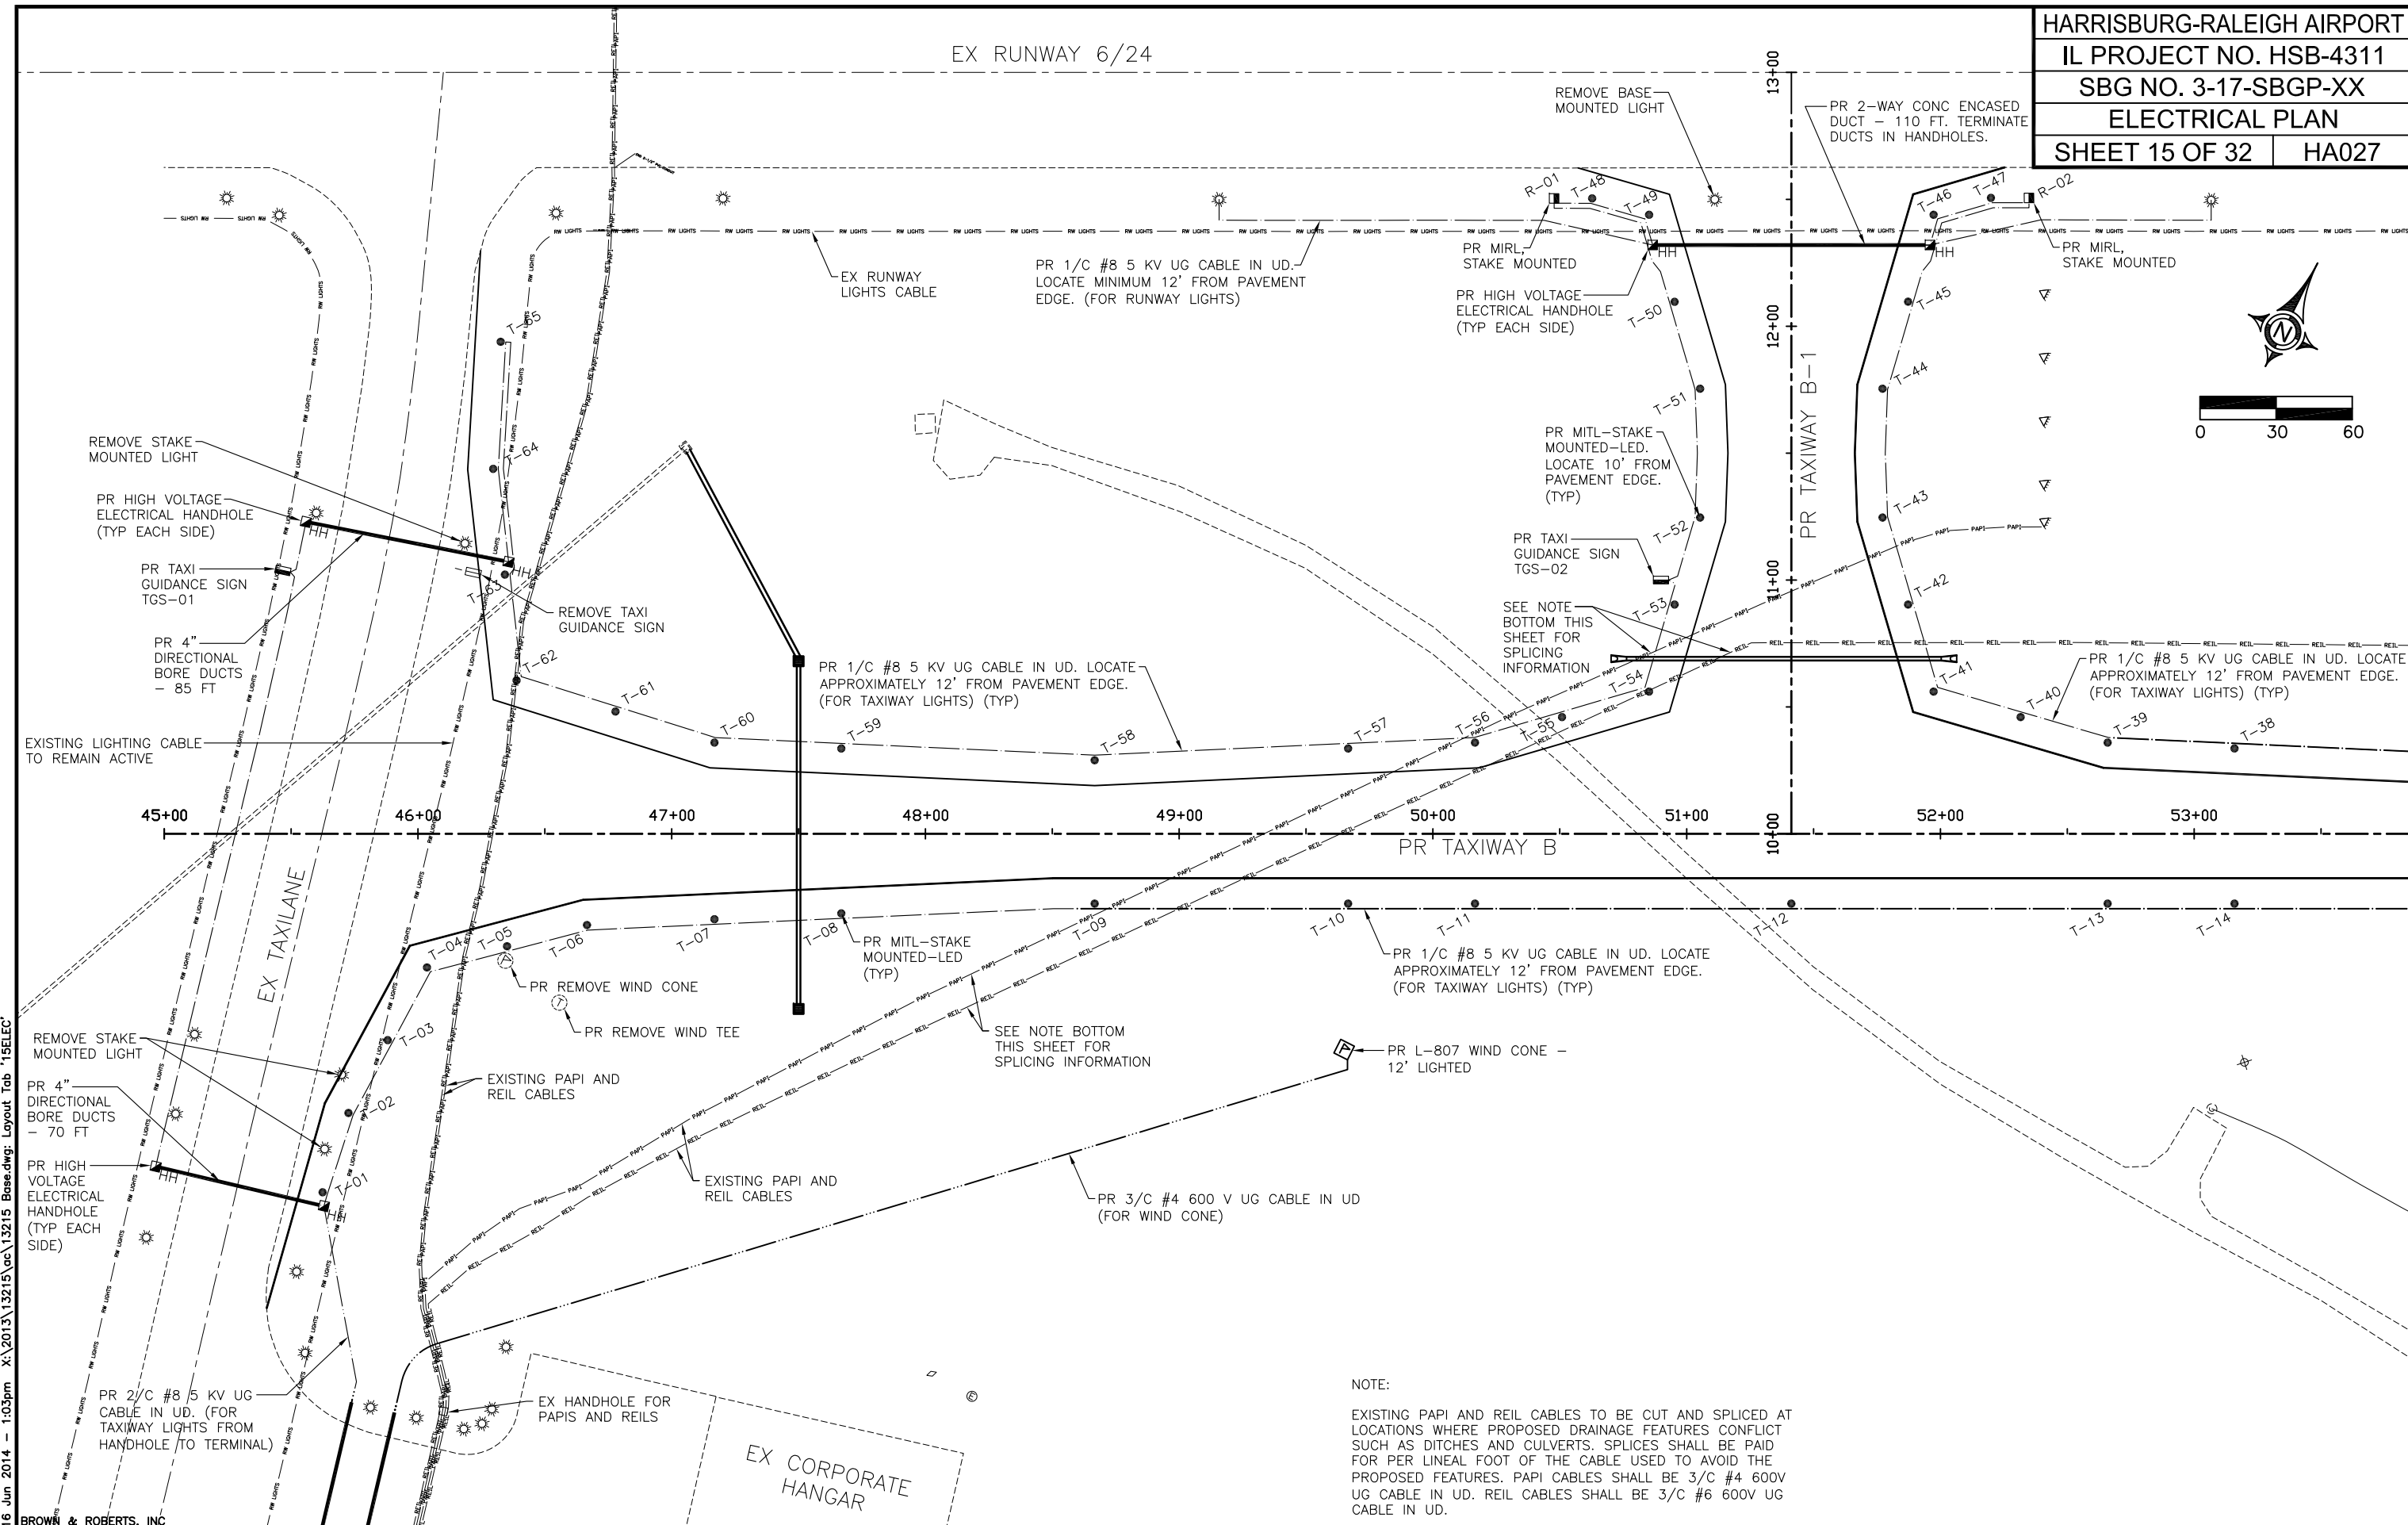 HARRISBURG-RALEIGH AIRPORT
IL PROJECT NO. HSB-4311
SBG NO. 3-17-SBGP-XX
ELECTRICAL PLAN
SHEET 15 OF 32
HA027
EX RUNWAY 6/24
13+00
REMOVE BASE
MOUNTED LIGHT
PR 2-WAY CONC ENCASED
DUCT - 110 FT. TERMINATE
DUCTS IN HANDHOLES.
R-01
T-48
T-49
T-46
T-47
R-02
RW LIGHTS
EX RUNWAY
LIGHTS CABLE
PR 1/C #8 5 KV UG CABLE IN UD.
LOCATE MINIMUM 12' FROM PAVEMENT
EDGE. (FOR RUNWAY LIGHTS)
PR MIRL,
STAKE MOUNTED
HH
HH
PR MIRL,
STAKE MOUNTED
PR HIGH VOLTAGE
ELECTRICAL HANDHOLE
(TYP EACH SIDE)
T-50
T-45
12+00
N
T-65
T-44
T-51
PR TAXIWAY B-1
0 30 60
REMOVE STAKE
MOUNTED LIGHT
T-64
PR MITL-STAKE
MOUNTED-LED.
LOCATE 10' FROM
PAVEMENT EDGE.
(TYP)
PR HIGH VOLTAGE
ELECTRICAL HANDHOLE
(TYP EACH SIDE)
HH
T-43
T-52
PR TAXI
GUIDANCE SIGN
TGS-01
HH
T-63
PR TAXI
GUIDANCE SIGN
TGS-02
11+00
T-42
REMOVE TAXI
GUIDANCE SIGN
T-53
SEE NOTE
BOTTOM THIS
SHEET FOR
SPLICING
INFORMATION
PR 4"
DIRECTIONAL
BORE DUCTS
- 85 FT
T-62
PR 1/C #8 5 KV UG CABLE IN UD. LOCATE
APPROXIMATELY 12' FROM PAVEMENT EDGE.
(FOR TAXIWAY LIGHTS) (TYP)
T-54
T-41
PR 1/C #8 5 KV UG CABLE IN UD. LOCATE
APPROXIMATELY 12' FROM PAVEMENT EDGE.
(FOR TAXIWAY LIGHTS) (TYP)
T-61
T-60
T-59
T-58
T-57
T-56
T-55
T-40
T-39
T-38
EXISTING LIGHTING CABLE
TO REMAIN ACTIVE
45+00 46+00 47+00 48+00 49+00 50+00 51+00 52+00 53+00
10+00
PR TAXIWAY B
PAPI
REIL
EX TAXILANE
T-04
T-05
T-06
T-07
T-08
T-09
T-10
T-11
T-12
T-13
T-14
PR MITL-STAKE
MOUNTED-LED
(TYP)
PR 1/C #8 5 KV UG CABLE IN UD. LOCATE
APPROXIMATELY 12' FROM PAVEMENT EDGE.
(FOR TAXIWAY LIGHTS) (TYP)
PR REMOVE WIND CONE
PR REMOVE WIND TEE
T-03
REMOVE STAKE
MOUNTED LIGHT
SEE NOTE BOTTOM
THIS SHEET FOR
SPLICING INFORMATION
PR L-807 WIND CONE -
12' LIGHTED
PR 4"
DIRECTIONAL
BORE DUCTS
- 70 FT
EXISTING PAPI AND
REIL CABLES
T-02
PR HIGH
VOLTAGE
ELECTRICAL
HANDHOLE
(TYP EACH
SIDE)
HH
T-01
HH
EXISTING PAPI AND
REIL CABLES
PR 3/C #4 600 V UG CABLE IN UD
(FOR WIND CONE)
PR 2/C #8 5 KV UG
CABLE IN UD. (FOR
TAXIWAY LIGHTS FROM
HANDHOLE TO TERMINAL)
EX HANDHOLE FOR
PAPIS AND REILS
EX CORPORATE
HANGAR
NOTE:
EXISTING PAPI AND REIL CABLES TO BE CUT AND SPLICED AT
LOCATIONS WHERE PROPOSED DRAINAGE FEATURES CONFLICT
SUCH AS DITCHES AND CULVERTS. SPLICES SHALL BE PAID
FOR PER LINEAL FOOT OF THE CABLE USED TO AVOID THE
PROPOSED FEATURES. PAPI CABLES SHALL BE 3/C #4 600V
UG CABLE IN UD. REIL CABLES SHALL BE 3/C #6 600V UG
CABLE IN UD.
16 Jun 2014 - 1:03pm X:\2013\13215\ac\13215 Base.dwg: Layout Tab '15ELEC'
BROWN & ROBERTS, INC